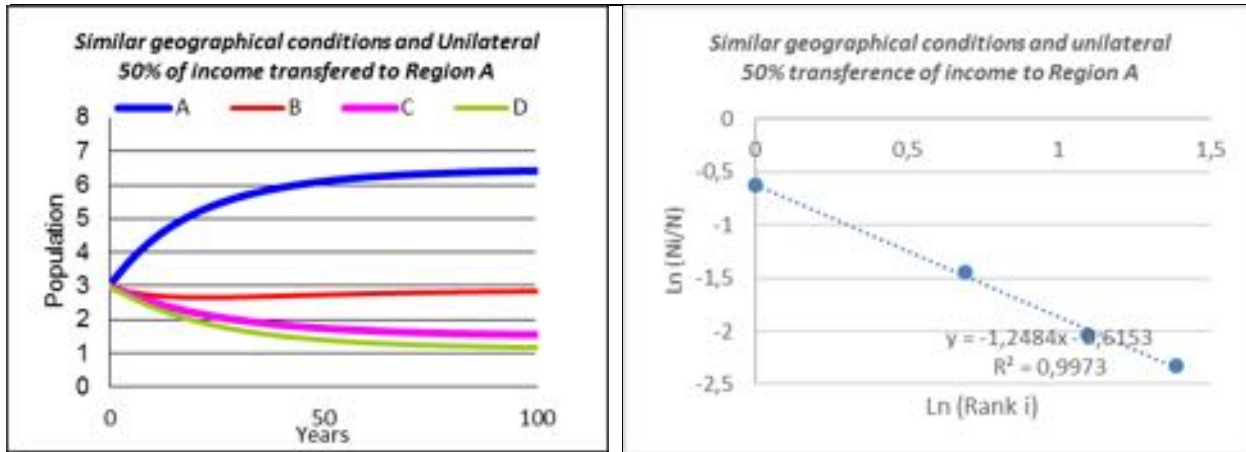 Similar geographical conditions and Unilateral
50% of income transfered to Region A
A B C D
8
7
6
5
4
3
2
1
0
Population
0 50 100
Years
Similar geographical conditions and unilateral
50% transference of income to Region A
0
0 0,5 1 1,5
-0,5
-1
-1,5
-2
-2,5
Ln (Ni/N)
y = -1,2484x - ,6153
R² = 0,9973
Ln (Rank i)